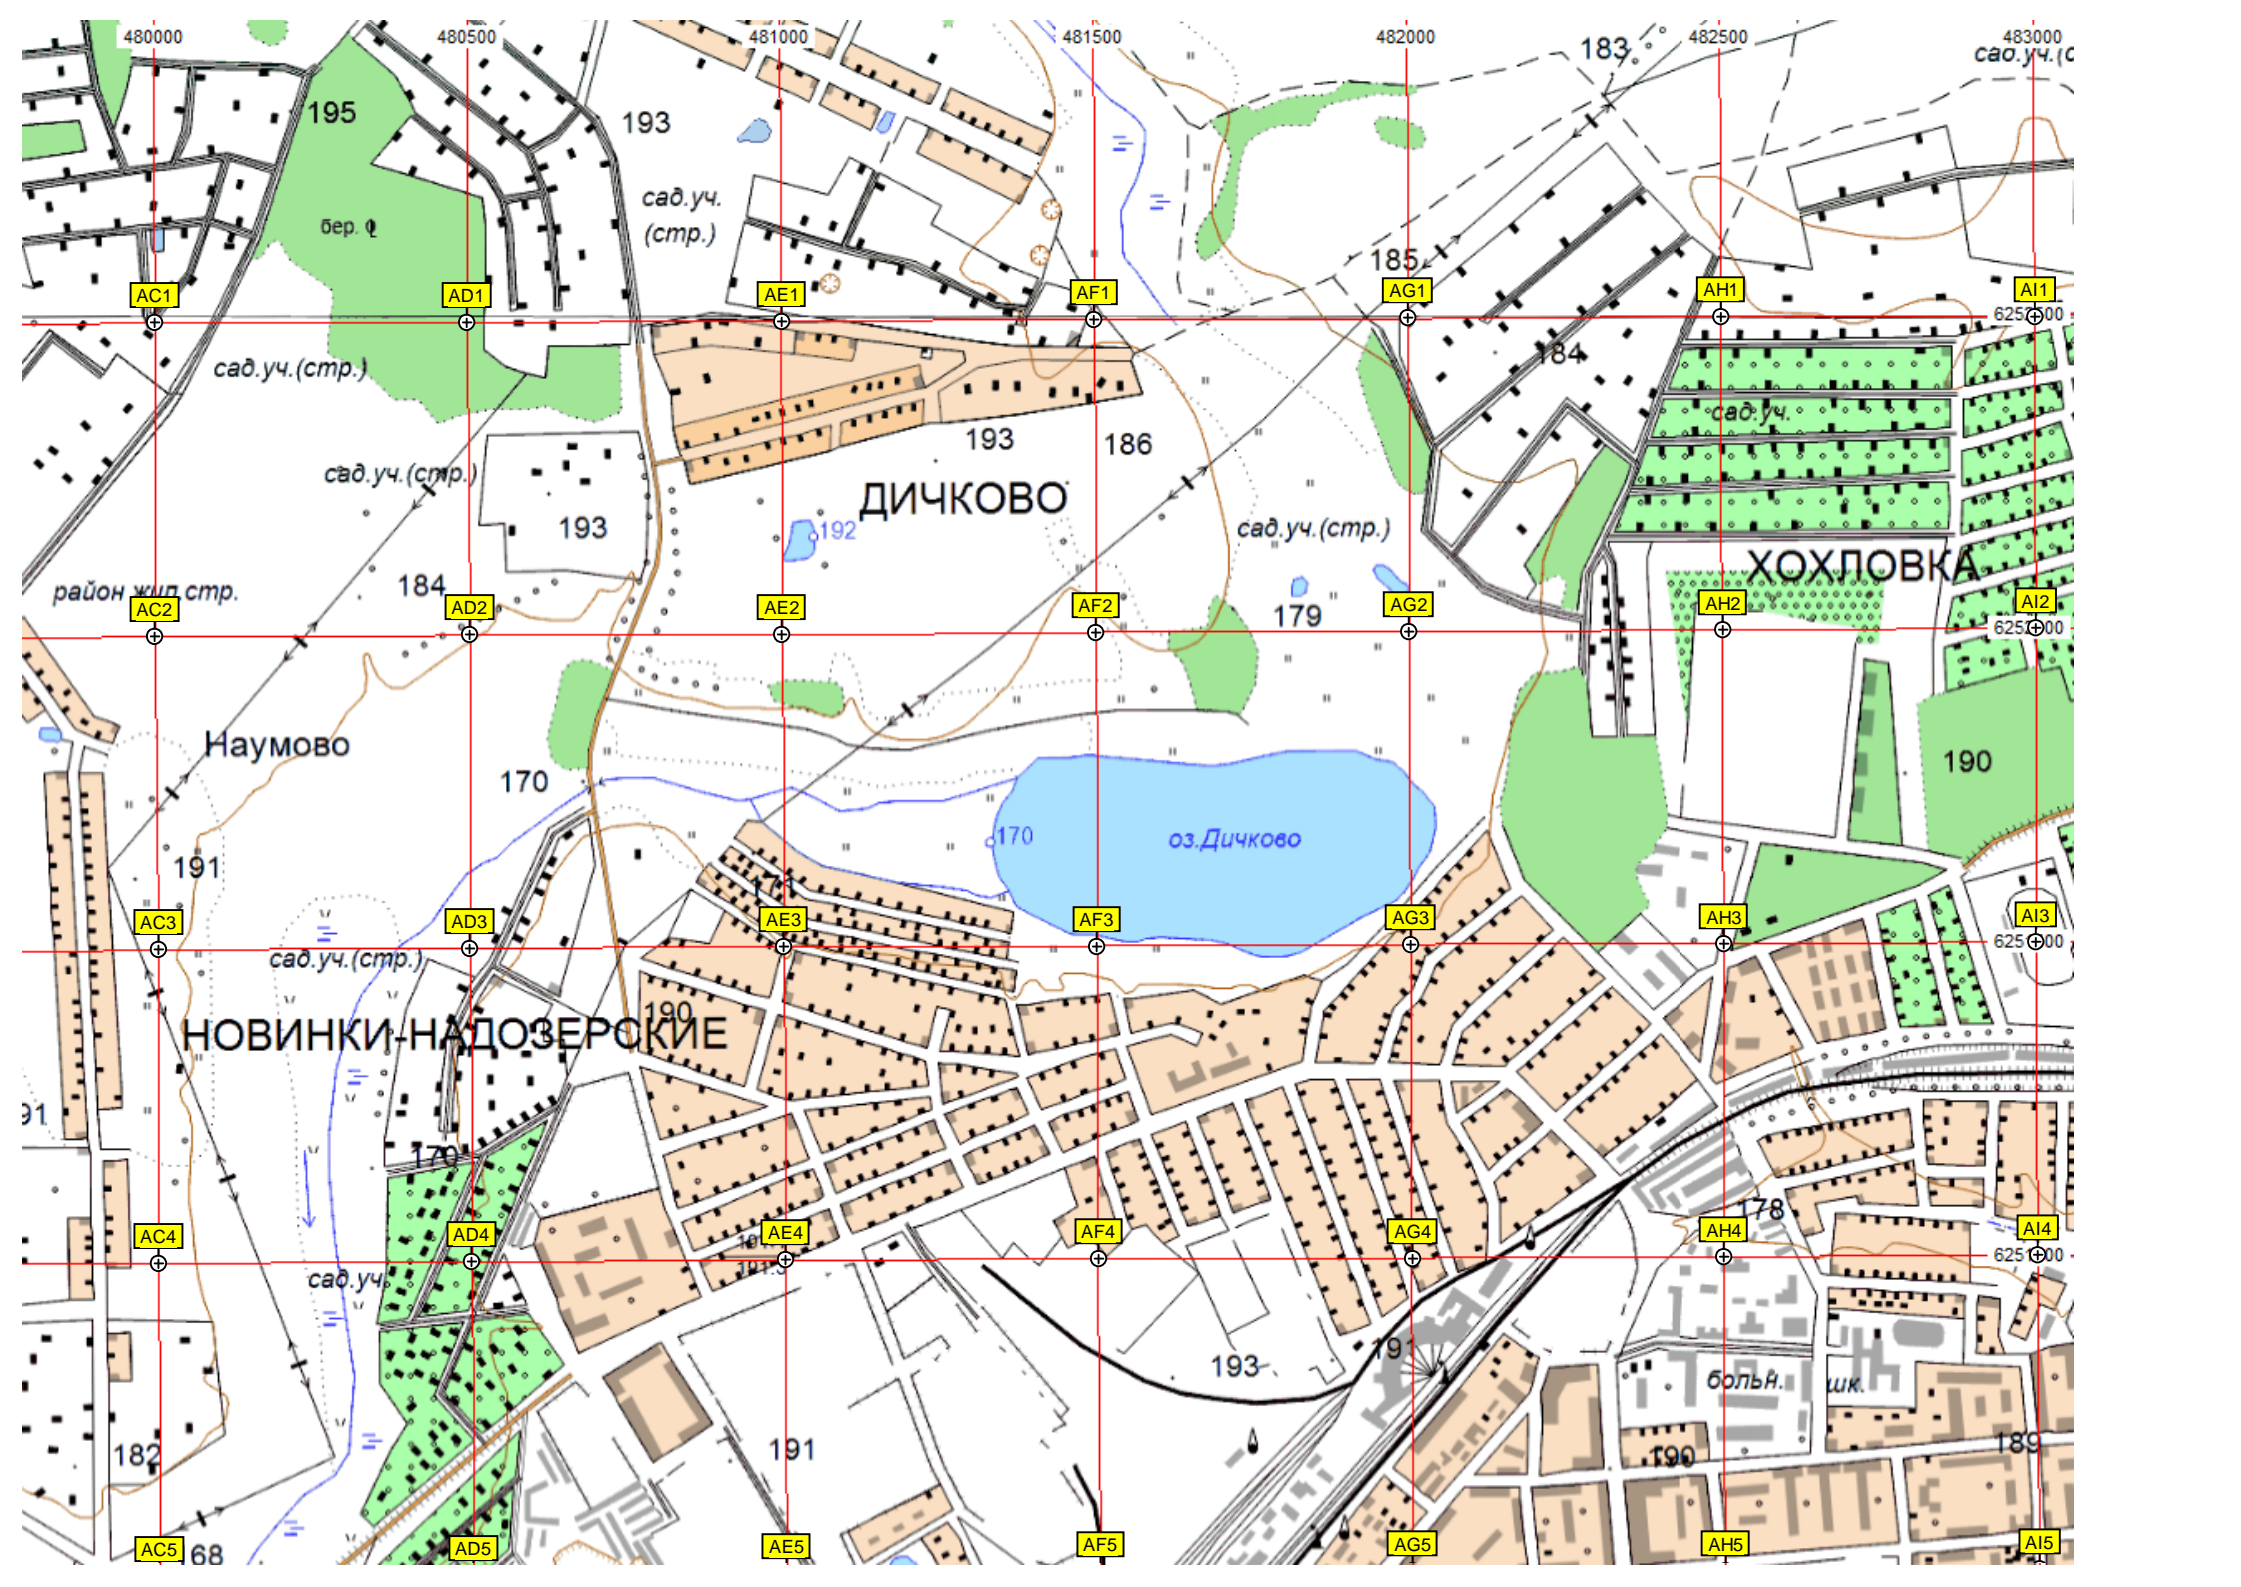 480000 480500 481000 481500 482000 482500 483000
183
195
193
сад.уч.
(стр.)
бер.
185
AC1 AD1 AE1 AF1 AG1 AH1 AI1
184
сад.уч.(стр.)
сад.уч.
193 186
сад.уч.(стр.)
ДИЧКОВО
193
192
сад.уч.(стр.)
ХОХЛОВКА
184
район жил.стр.
179
AC2 AD2 AE2 AF2 AG2 AH2 AI2
Наумово
170
190
170
оз.Дичково
191
AC3 AD3 AE3 AF3 AG3 AH3 AI3
сад.уч.(стр.)
190
НОВИНКИ-НАДОЗЕРСКИЕ
170
178
AC4 AD4 AE4 AF4 AG4 AH4 AI4
сад.уч.
191
193
больн. шк.
182
191
190
189
68
AC5 AD5 AE5 AF5 AG5 AH5 AI5